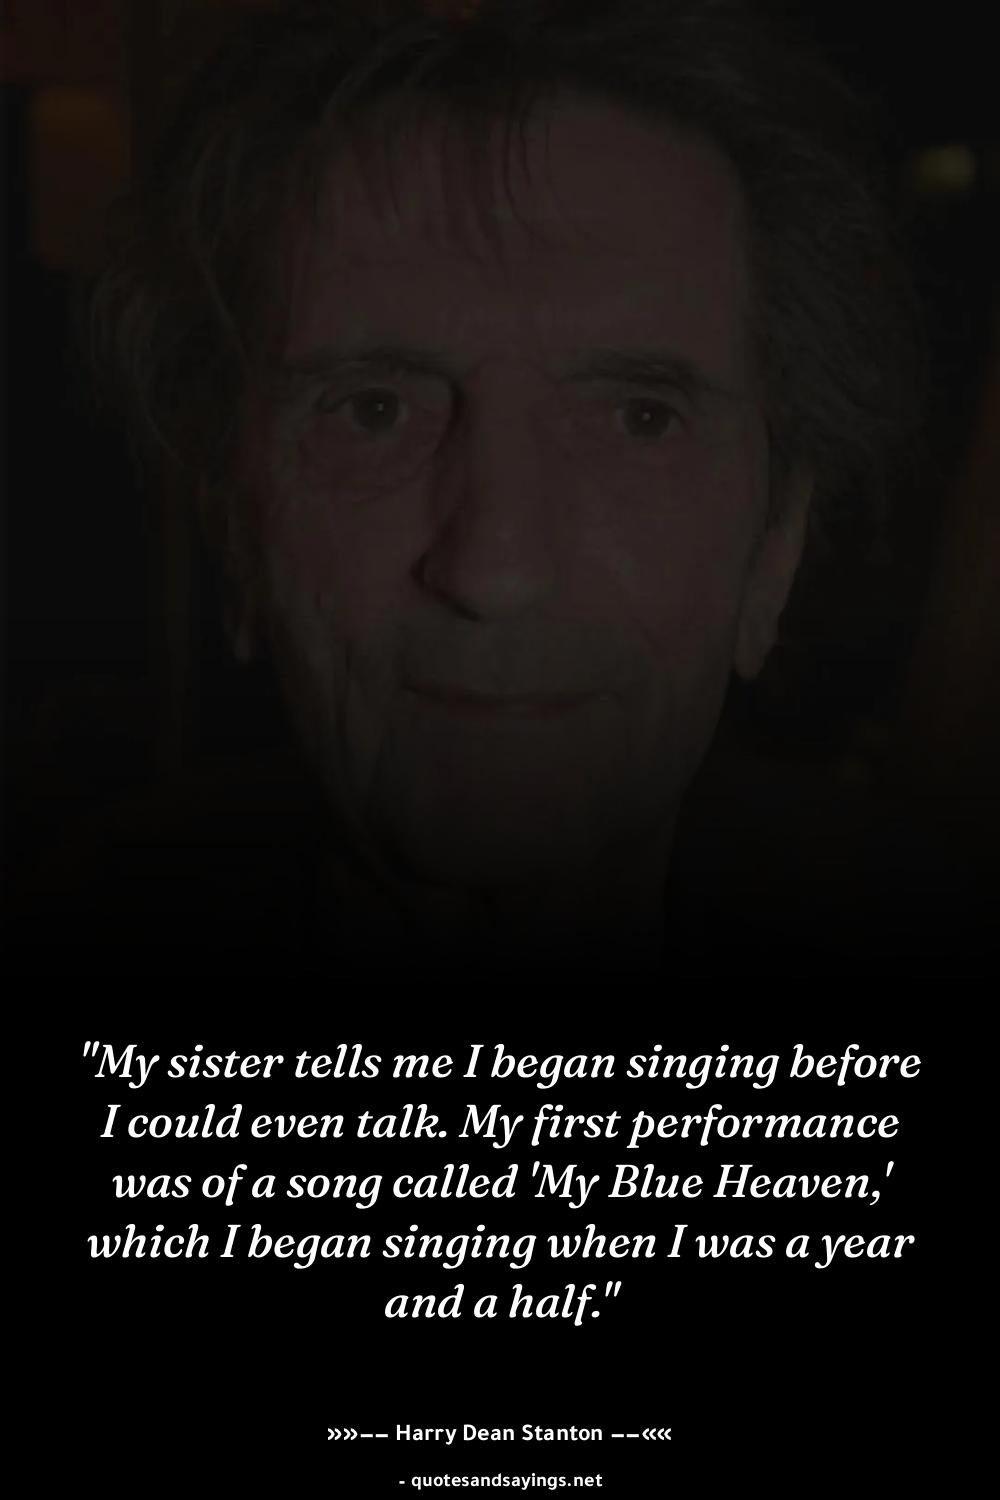 "My sister tells me I began singing before
I could even talk. My first performance
was of a song called 'My Blue Heaven,'
which I began singing when I was a year
and a half."
»»−− Harry Dean Stanton −−««
- quotesandsayings.net